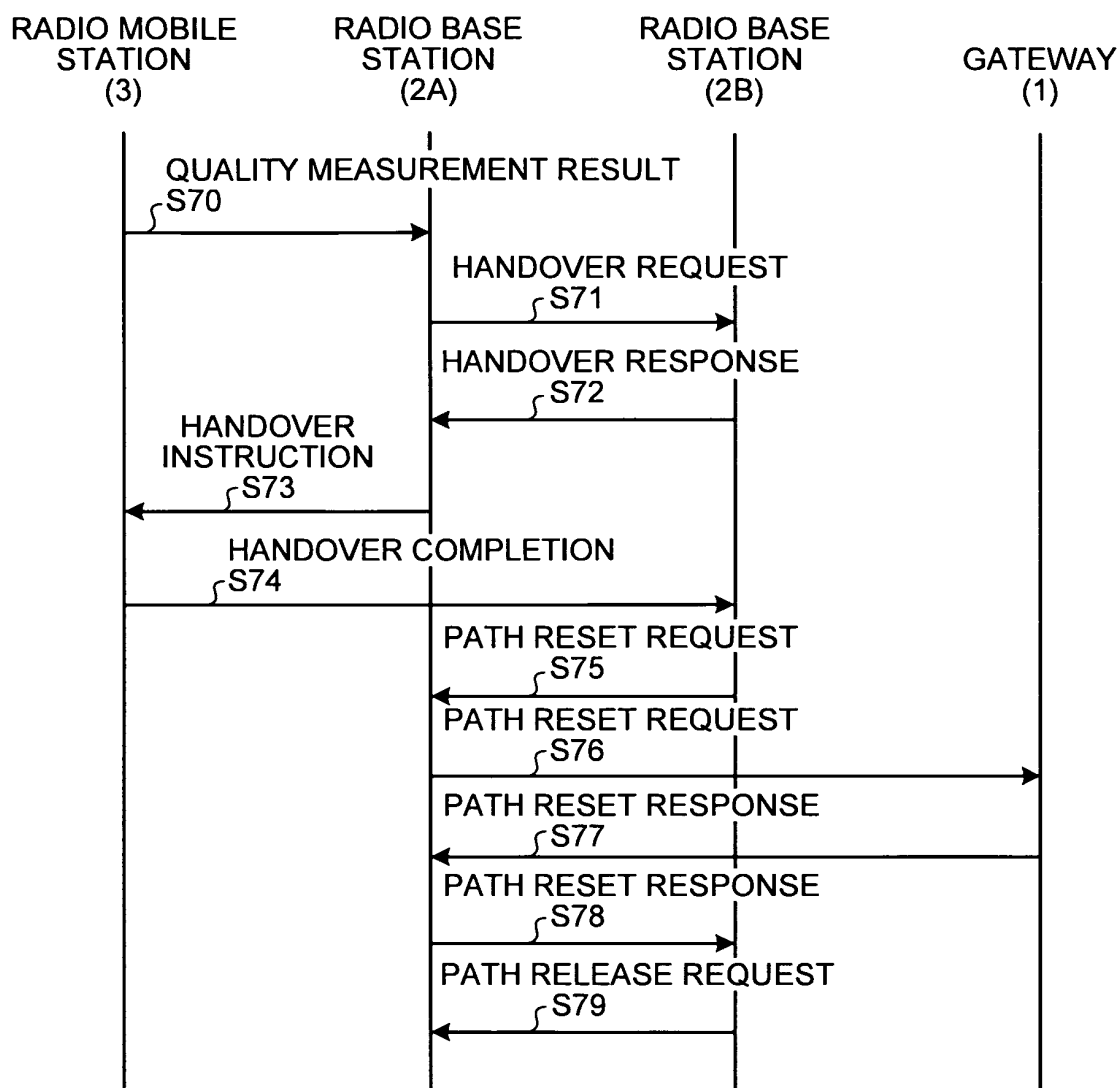 RADIO MOBILE
STATION
(3)
RADIO BASE
STATION
(2A)
RADIO BASE
STATION
(2B)
GATEWAY
(1)
QUALITY MEASUREMENT RESULT
S70
HANDOVER REQUEST
S71
HANDOVER RESPONSE
S72
HANDOVER
INSTRUCTION
S73
HANDOVER COMPLETION
S74
PATH RESET REQUEST
S75
PATH RESET REQUEST
S76
PATH RESET RESPONSE
S77
PATH RESET RESPONSE
S78
PATH RELEASE REQUEST
S79